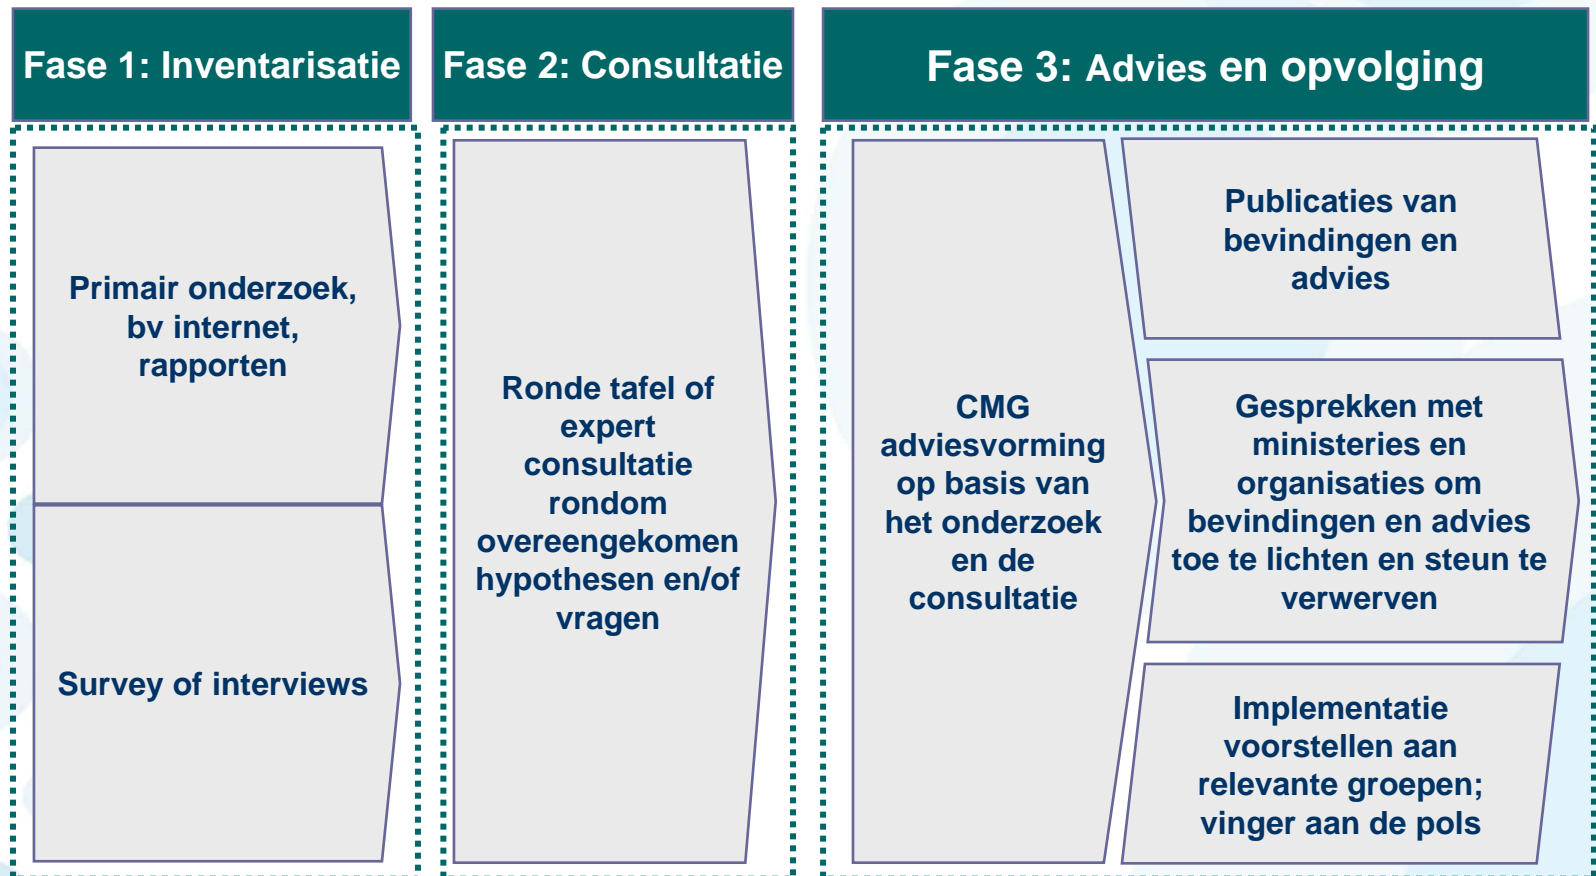 Fase 1: Inventarisatie
Fase 2: Consultatie
Fase 3: Advies en opvolging
Primair onderzoek,
bv internet,
rapporten
Survey of interviews
Ronde tafel of
expert
consultatie
rondom
overeengekomen
hypothesen en/of
vragen
CMG
adviesvorming
op basis van
het onderzoek
en de
consultatie
Publicaties van
bevindingen en
advies
Gesprekken met
ministeries en
organisaties om
bevindingen en advies
toe te lichten en steun te
verwerven
Implementatie
voorstellen aan
relevante groepen;
vinger aan de pols